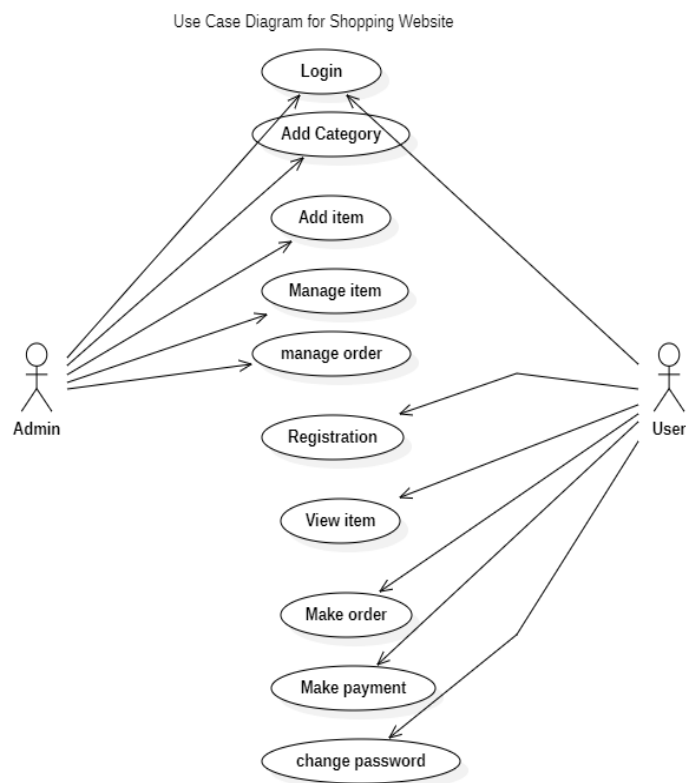 Use Case Diagram for Shopping Website
Login
Add Category
Add item
Manage item
manage order
Admin
User
Registration
View item
Make order
Make payment
change password